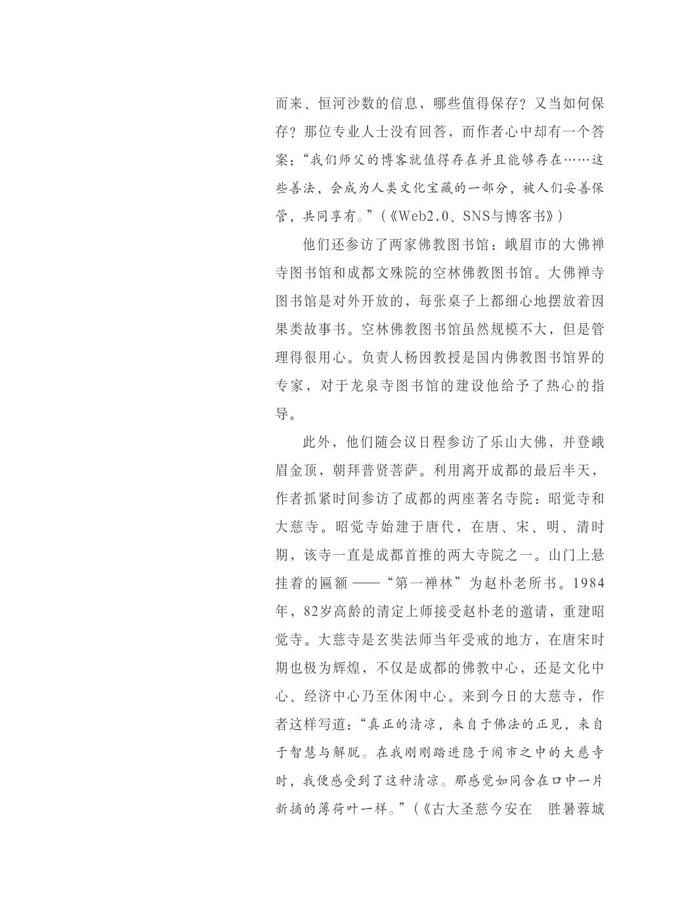 而来、恒河沙数的信息，哪些值得保存？又当如何保
存？那位专业人士没有回答，而作者心中却有一个答
案：“我们师父的博客就值得存在并且能够存在……这
些善法，会成为人类文化宝藏的一部分，被人们妥善保
管，共同享有。”（《Web2.0、SNS与博客书》）
他们还参访了两家佛教图书馆：峨眉市的大佛禅
寺图书馆和成都文殊院的空林佛教图书馆。大佛禅寺
图书馆是对外开放的，每张桌子上都细心地摆放着因
果类故事书。空林佛教图书馆虽然规模不大，但是管
理得很用心。负责人杨因教授是国内佛教图书馆界的
专家，对于龙泉寺图书馆的建设他给予了热心的指
导。
此外，他们随会议日程参访了乐山大佛，并登峨
眉金顶，朝拜普贤菩萨。利用离开成都的最后半天，
作者抓紧时间参访了成都的两座著名寺院：昭觉寺和
大慈寺。昭觉寺始建于唐代，在唐、宋、明、清时
期，该寺一直是成都首推的两大寺院之一。山门上悬
挂着的匾额 ——“第一禅林”为赵朴老所书。1984
年，82岁高龄的清定上师接受赵朴老的邀请，重建昭
觉寺。大慈寺是玄奘法师当年受戒的地方，在唐宋时
期也极为辉煌，不仅是成都的佛教中心，还是文化中
心、经济中心乃至休闲中心。来到今日的大慈寺，作
者这样写道：“真正的清凉，来自于佛法的正见，来自
于智慧与解脱。在我刚刚踏进隐于闹市之中的大慈寺
时，我便感受到了这种清凉。那感觉如同含在口中一片
新摘的薄荷叶一样。”（《古大圣慈今安在　胜暑蓉城